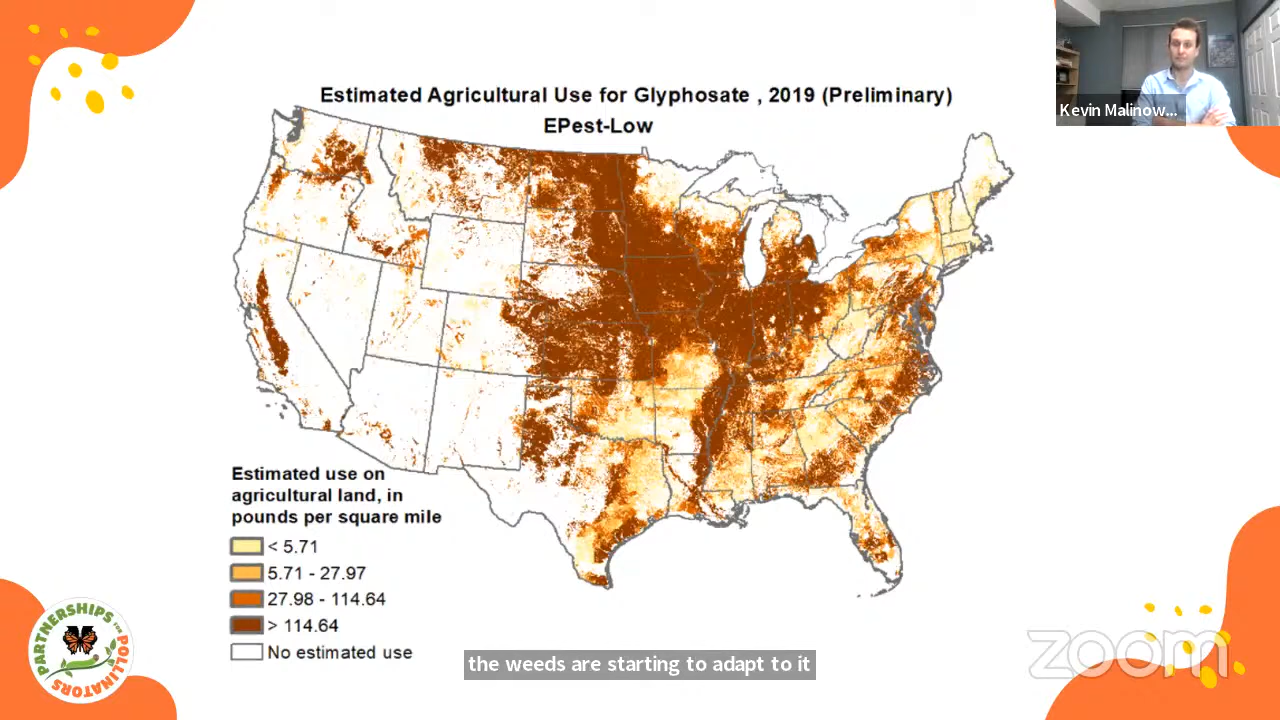 Estimated Agricultural Use for Glyphosate , 2019 (Preliminary)
EPest-Low
Kevin Malinow...
Estimated use on
agricultural land, in
pounds per square mile
< 5.71
5.71 - 27.97
27.98 - 114.64
> 114.64
No estimated use
PARTNERSHIPS FOR POLLINATORS
the weeds are starting to adapt to it
zoom